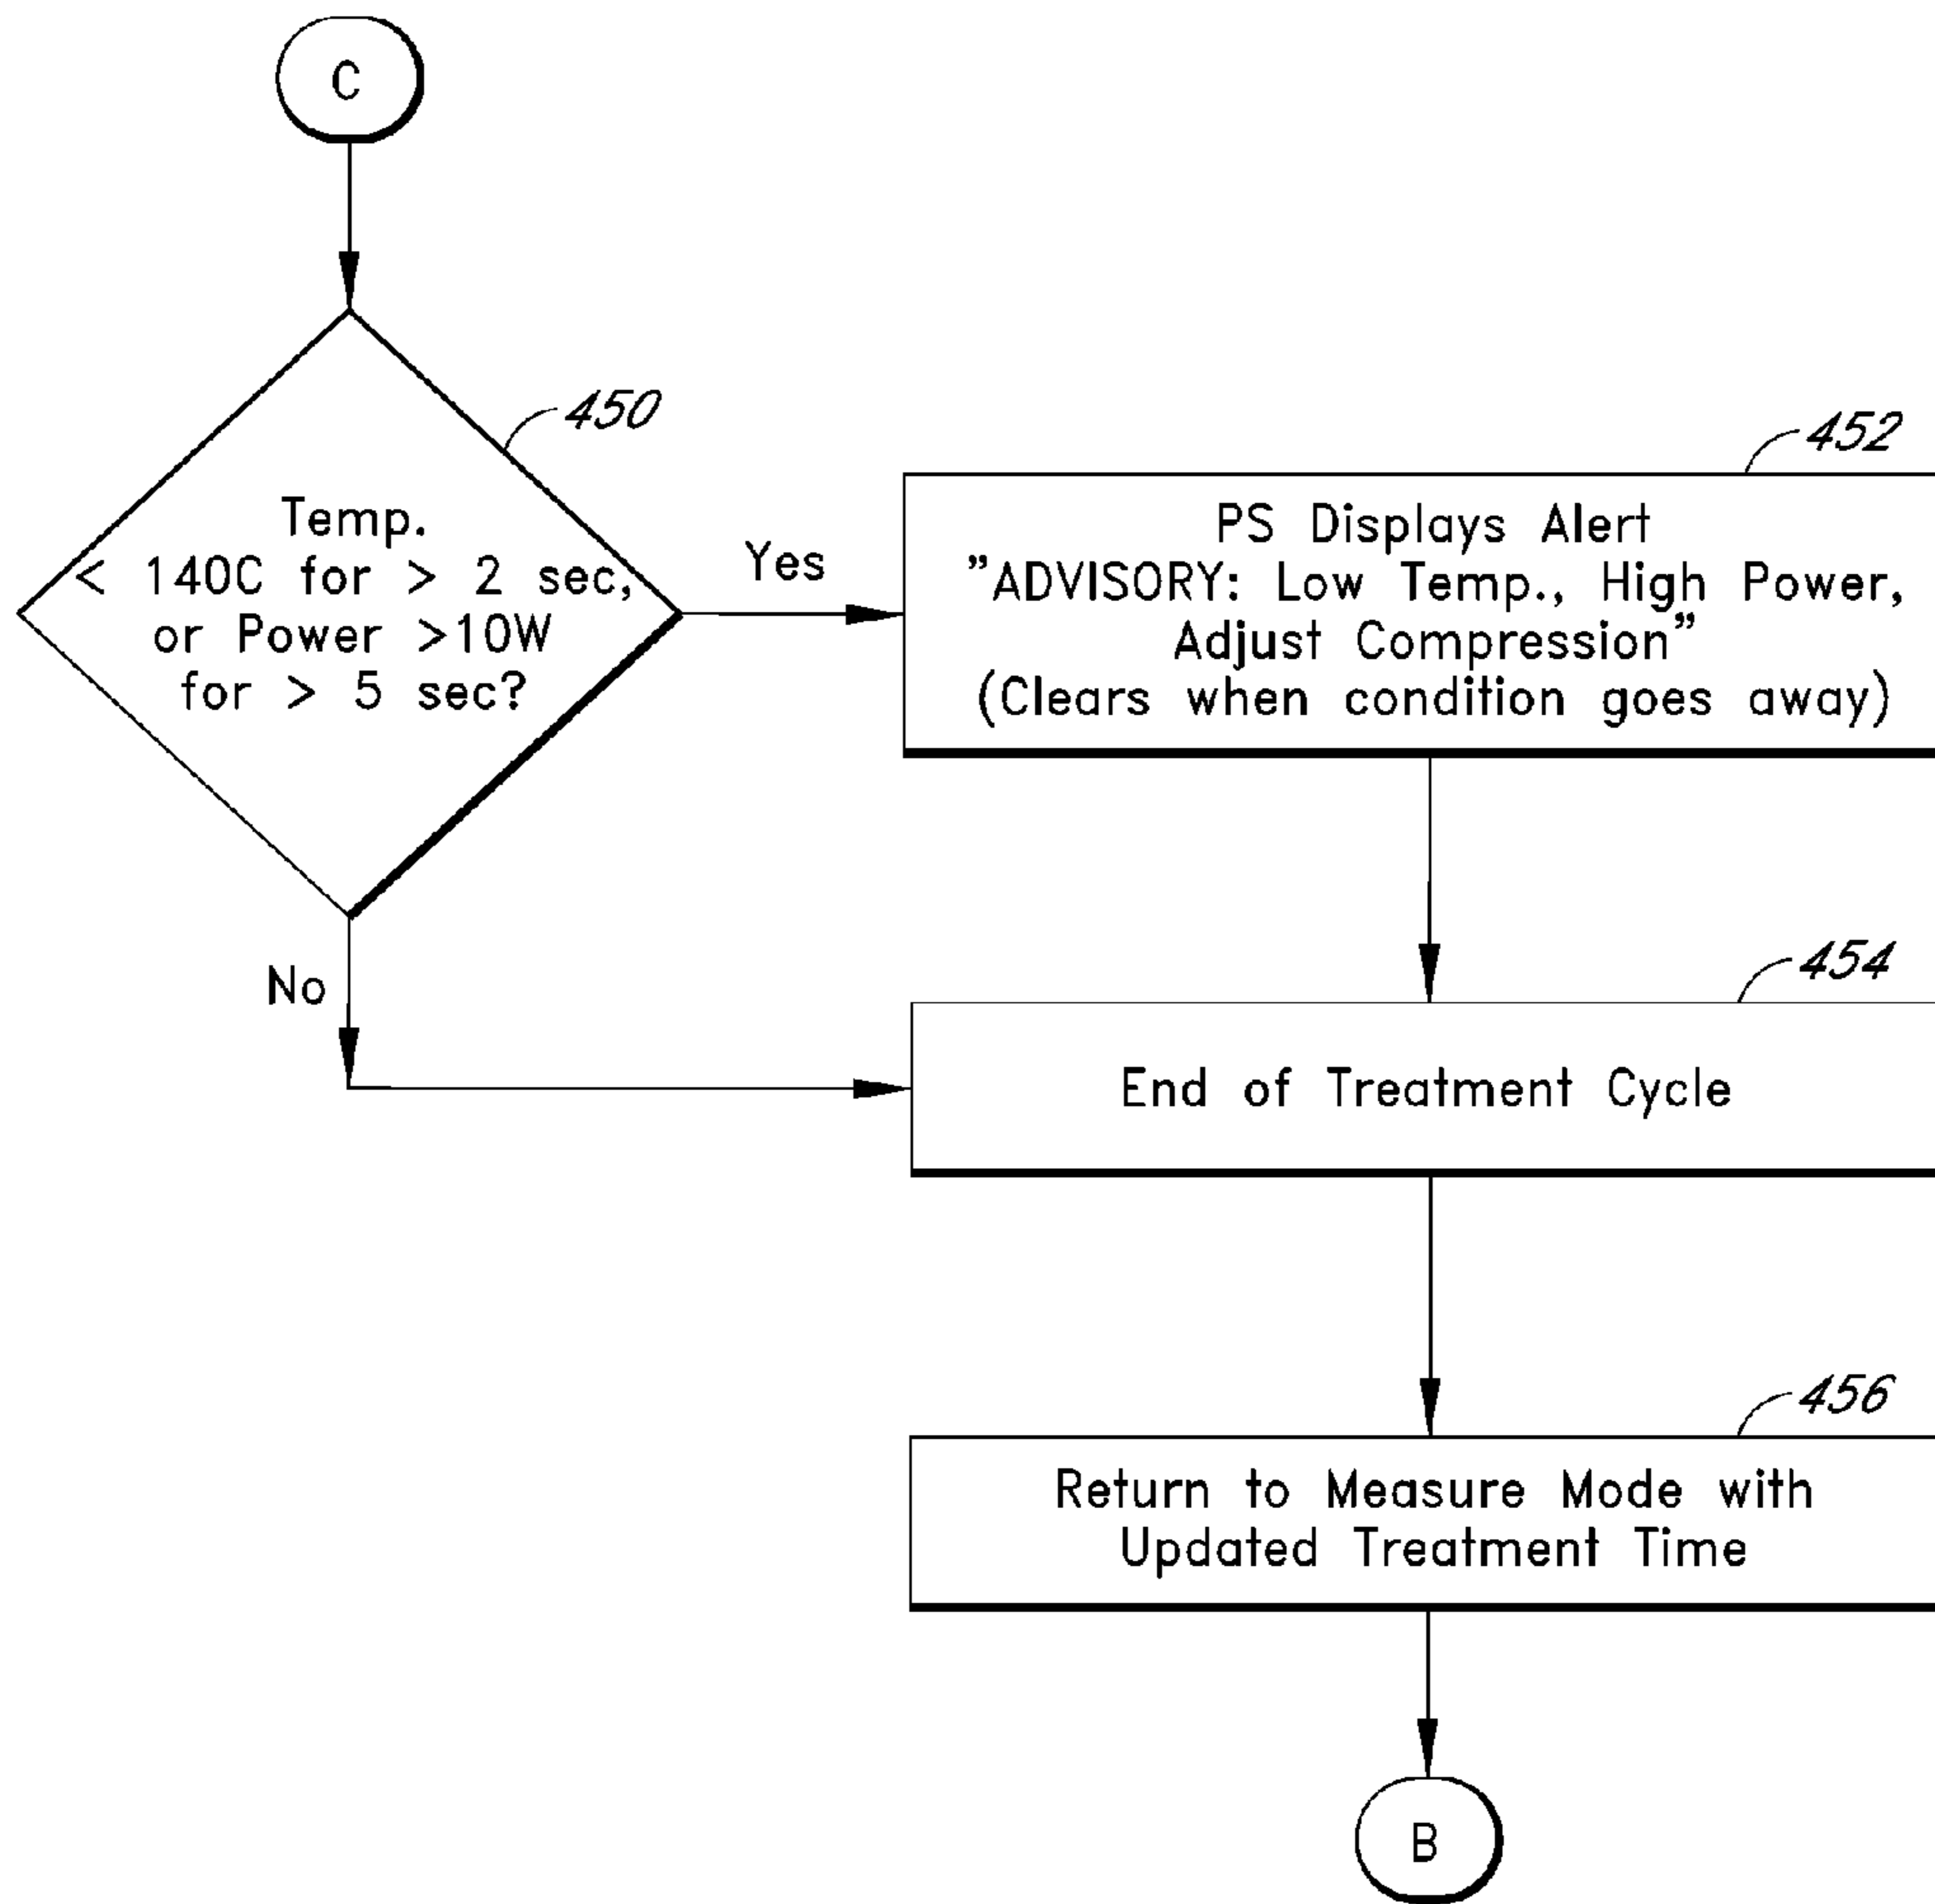 C
450
Temp.
< 140C for > 2 sec,
or Power >10W
for > 5 sec?
Yes
452
PS Displays Alert
"ADVISORY: Low Temp., High Power,
Adjust Compression"
(Clears when condition goes away)
No
454
End of Treatment Cycle
456
Return to Measure Mode with
Updated Treatment Time
B